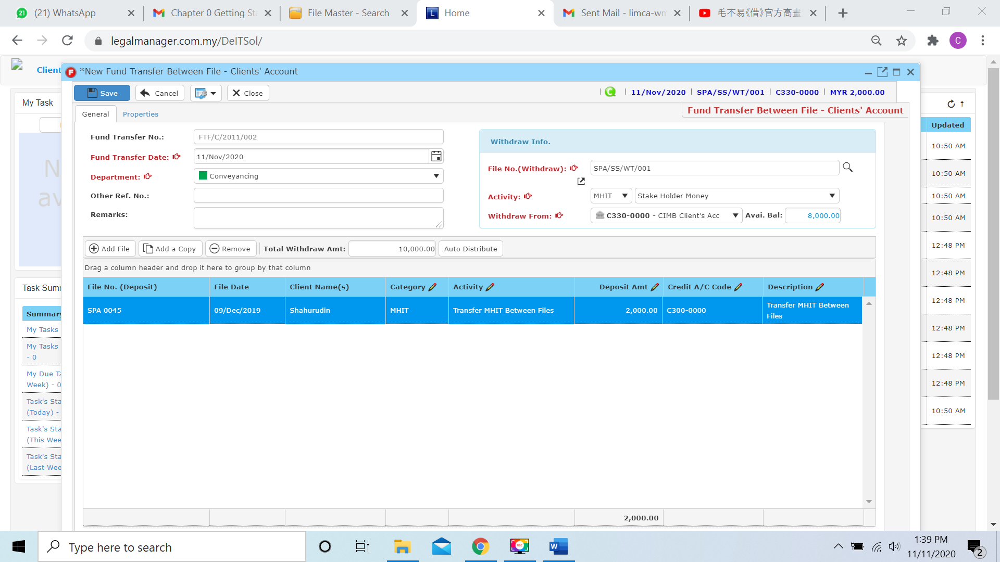 (21) WhatsApp
Chapter 0 Getting Sta
File Master - Search
Home
Sent Mail - limca-wm
毛不易《借》官方高畫
legalmanager.com.my/DeITSol/
C
Client
*New Fund Transfer Between File - Clients' Account
Save
Cancel
Close
11/Nov/2020 | SPA/SS/WT/001 | C330-0000 | MYR 2,000.00
My Task
General
Properties
Fund Transfer Between File - Clients' Account
Updated
Fund Transfer No.:
FTF/C/2011/002
Fund Transfer Date:
11/Nov/2020
Department:
Conveyancing
Other Ref. No.:
Remarks:
Withdraw Info.
File No.(Withdraw):
SPA/SS/WT/001
Activity:
MHIT
Stake Holder Money
Withdraw From:
C330-0000 - CIMB Client's Acc
Avai. Bal:
8,000.00
N
av
Add File
Add a Copy
Remove
Total Withdraw Amt:
10,000.00
Auto Distribute
Drag a column header and drop it here to group by that column
File No. (Deposit)
File Date
Client Name(s)
Category
Activity
Deposit Amt
Credit A/C Code
Description
SPA 0045
09/Dec/2019
Shahurudin
MHIT
Transfer MHIT Between Files
2,000.00
C300-0000
Transfer MHIT Between
Files
2,000.00
Task Summ
Summary
My Tasks
My Tasks
- 0
My Due Ta
Week) - 0
Task's Sta
(Today) -
Task's Sta
(This Wee
Task's Sta
(Last Wee
10:50 AM
10:50 AM
10:50 AM
10:50 AM
12:48 PM
12:48 PM
12:48 PM
12:48 PM
12:48 PM
12:48 PM
10:50 AM
Type here to search
1:39 PM
11/11/2020
2